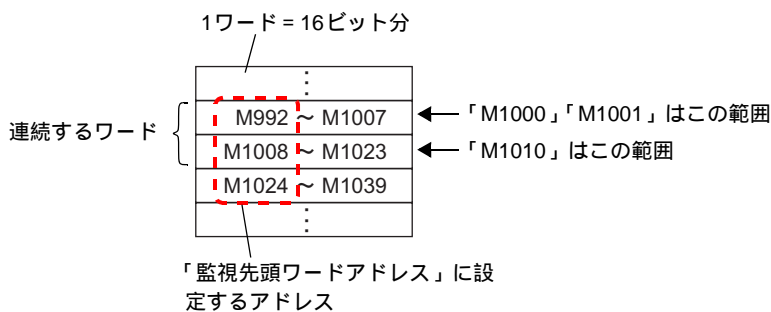 1ワード = 16ビット分
M992 ～ M1007
「M1000」「M1001」はこの範囲
連続するワード
M1008 ～ M1023
「M1010」はこの範囲
M1024 ～ M1039
「監視先頭ワードアドレス」に設
定するアドレス